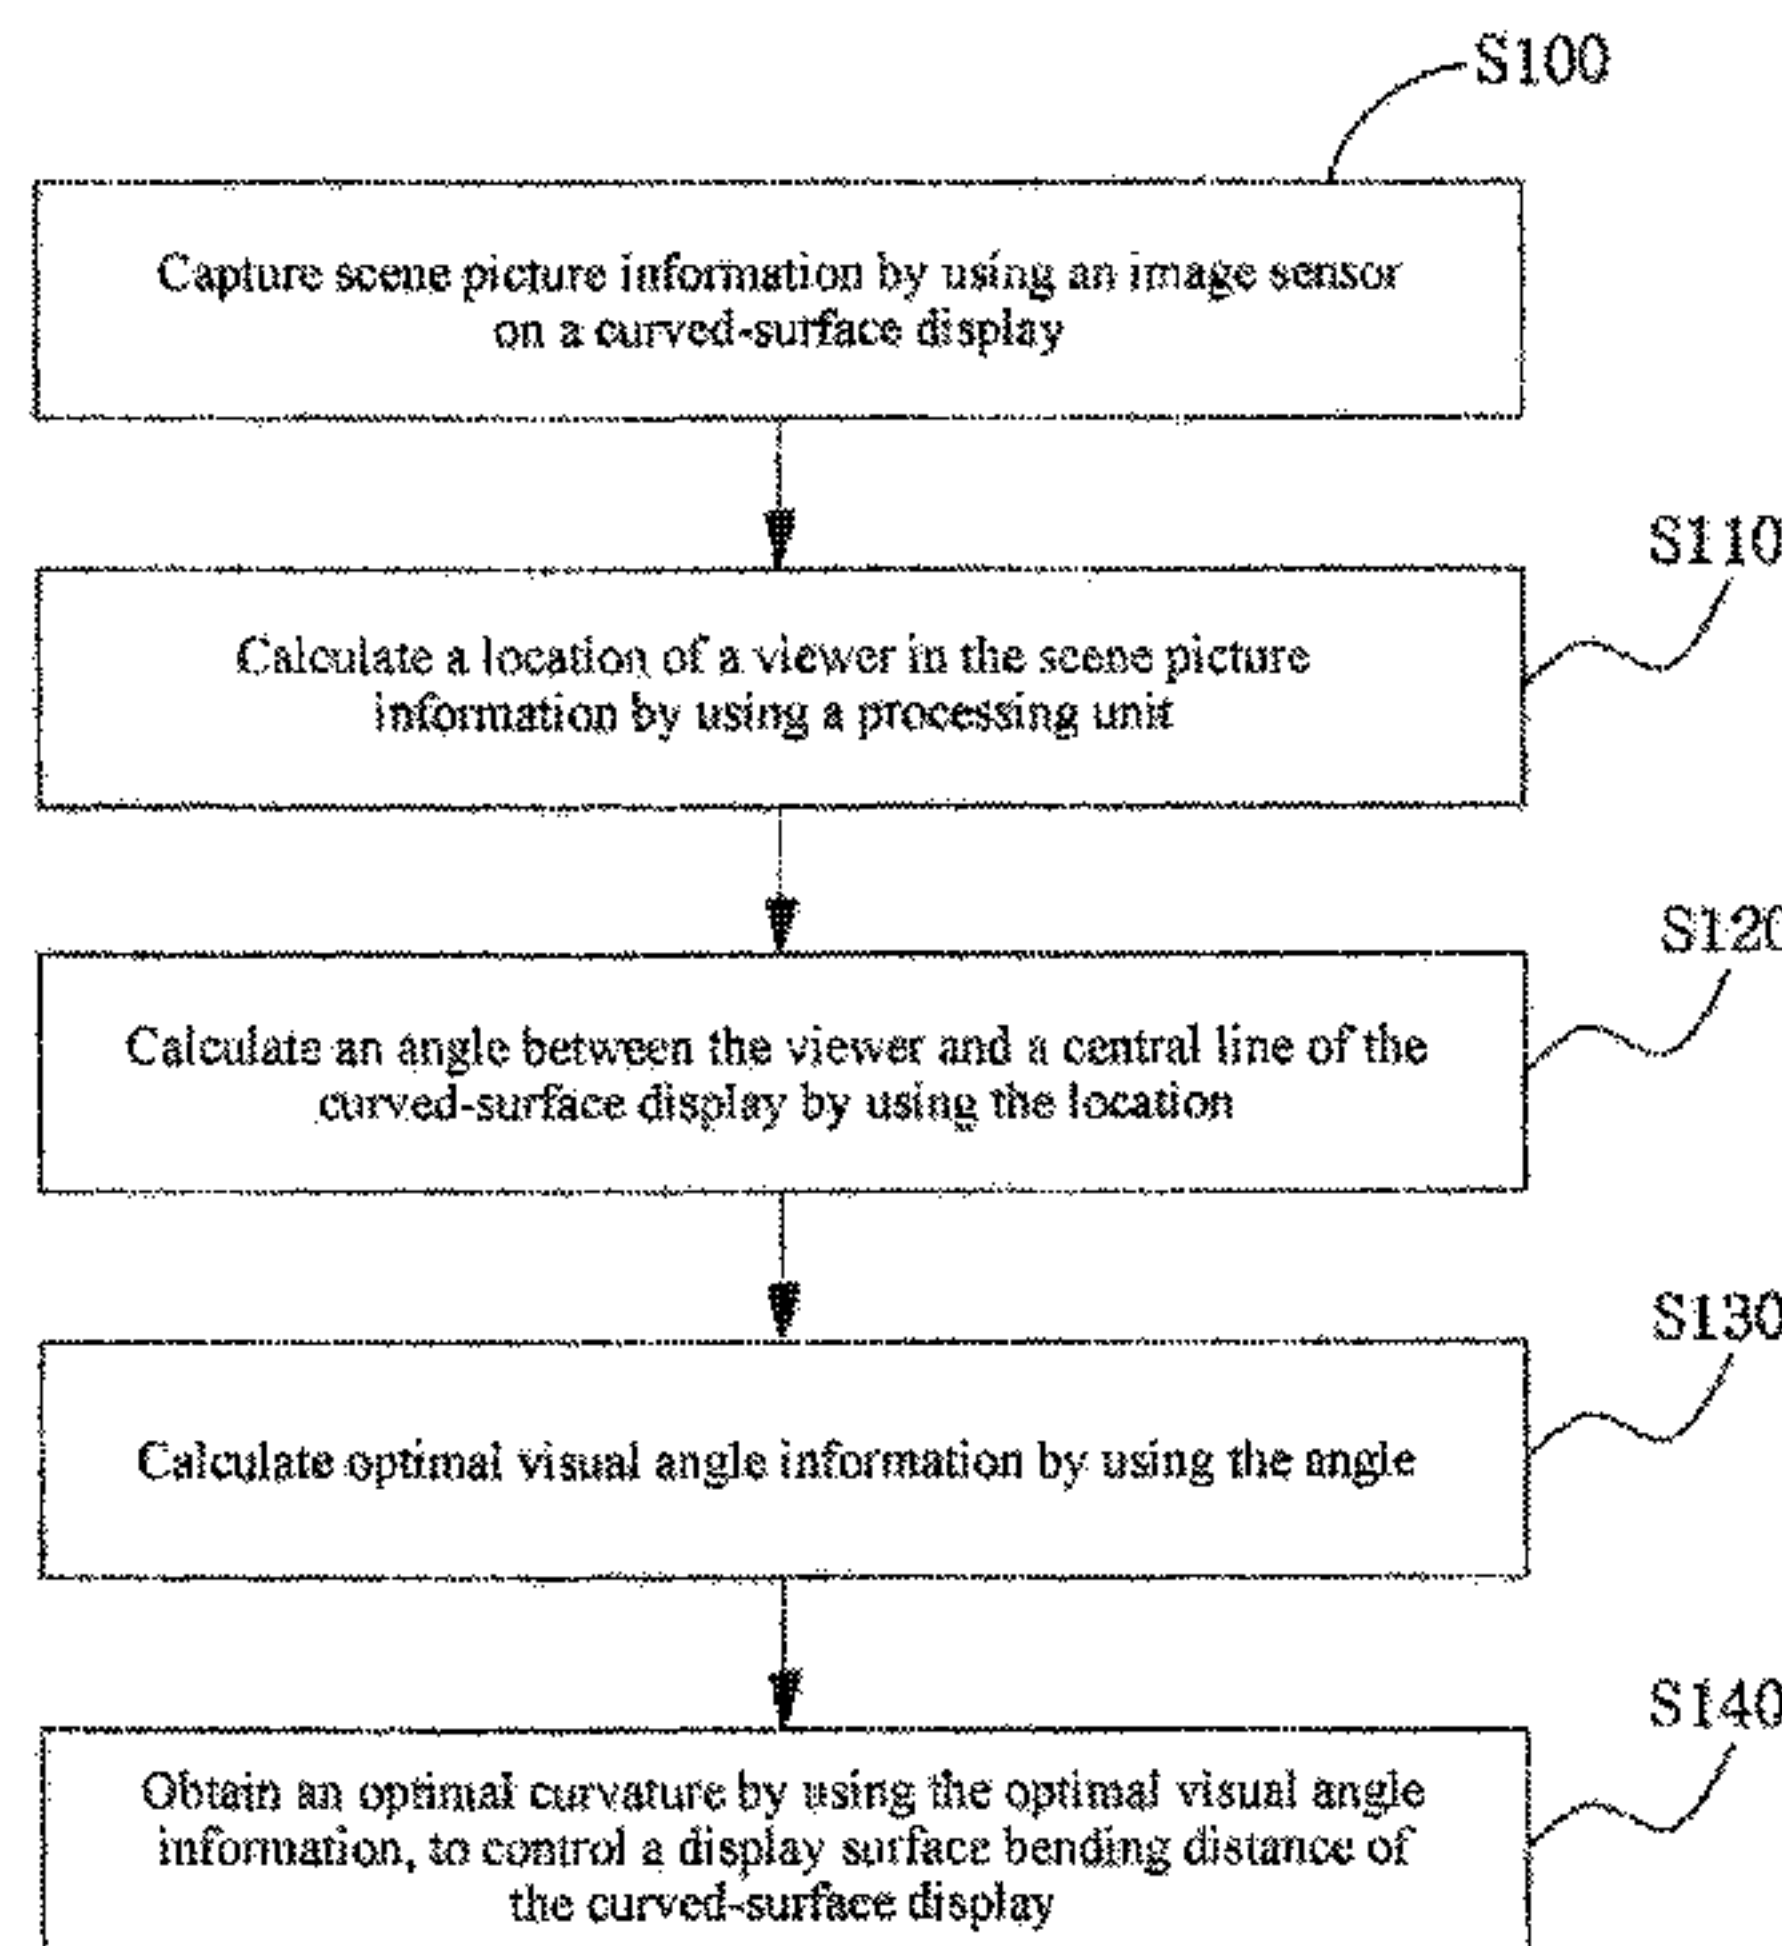 S100
Capture scene picture information by using an image sensor
on a curved-surface display
S110
Calculate a location of a viewer in the scene picture
information by using a processing unit
S120
Calculate an angle between the viewer and a central line of the
curved-surface display by using the location
S130
Calculate optimal visual angle information by using the angle
S140
Obtain an optimal curvature by using the optimal visual angle
information, to control a display surface bending distance of
the curved-surface display